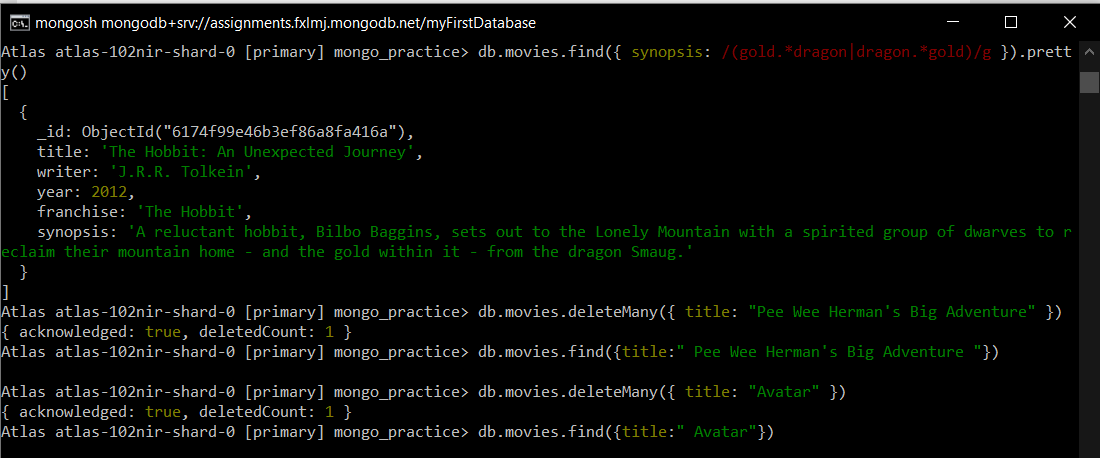 mongosh mongodb+srv://assignments.fxlmj.mongodb.net/myFirstDatabase
Atlas atlas-102nir-shard-0 [primary] mongo_practice> db.movies.find({ synopsis: /(gold.*dragon|dragon.*gold)/g }).prett
y()
[
  {
    _id: ObjectId("6174f99e46b3ef86a8fa416a"),
    title: 'The Hobbit: An Unexpected Journey',
    writer: 'J.R.R. Tolkein',
    year: 2012,
    franchise: 'The Hobbit',
    synopsis: 'A reluctant hobbit, Bilbo Baggins, sets out to the Lonely Mountain with a spirited group of dwarves to r
eclaim their mountain home - and the gold within it - from the dragon Smaug.'
  }
]
Atlas atlas-102nir-shard-0 [primary] mongo_practice> db.movies.deleteMany({ title: "Pee Wee Herman's Big Adventure" })
{ acknowledged: true, deletedCount: 1 }
Atlas atlas-102nir-shard-0 [primary] mongo_practice> db.movies.find({title:" Pee Wee Herman's Big Adventure "})
Atlas atlas-102nir-shard-0 [primary] mongo_practice> db.movies.deleteMany({ title: "Avatar" })
{ acknowledged: true, deletedCount: 1 }
Atlas atlas-102nir-shard-0 [primary] mongo_practice> db.movies.find({title:" Avatar"})